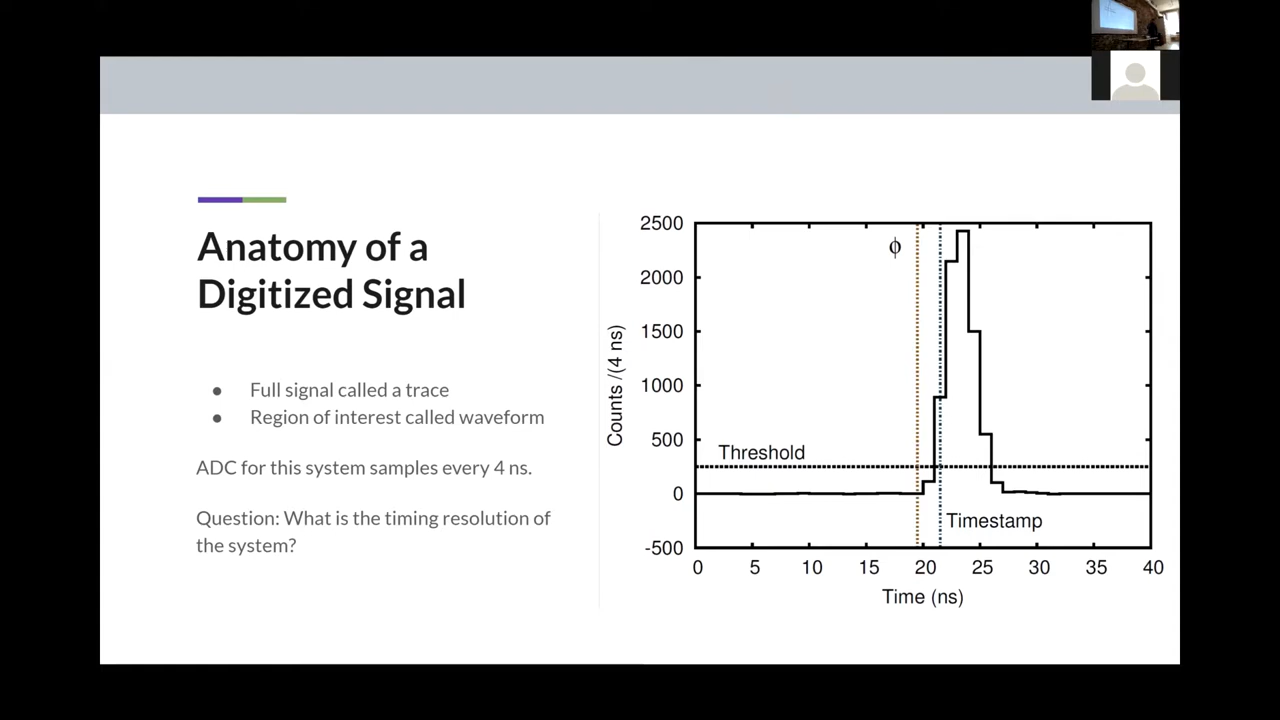 Anatomy of a
Digitized Signal
● Full signal called a trace
● Region of interest called waveform
ADC for this system samples every 4 ns.
Question: What is the timing resolution of
the system?
2500
2000
1500
1000
500
0
-500
Counts /(4 ns)
ϕ
Threshold
Timestamp
0 5 10 15 20 25 30 35 40
Time (ns)